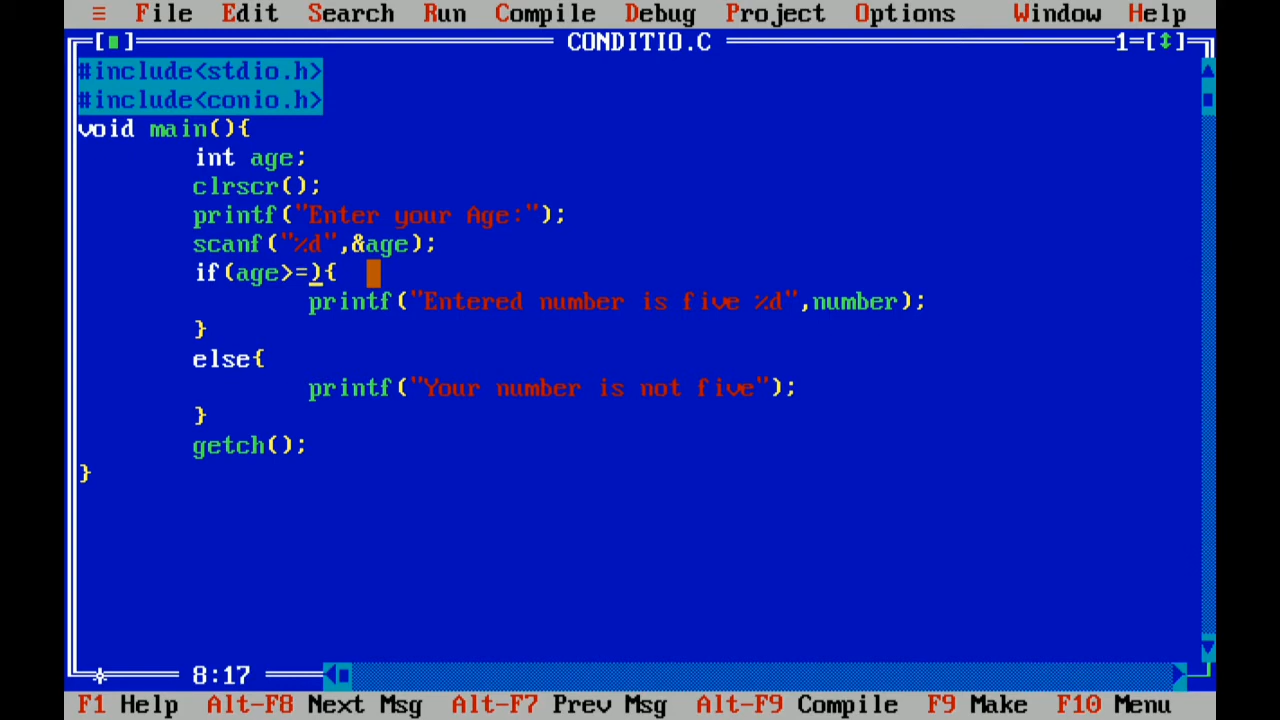 ≡ File Edit Search Run Compile Debug Project Options Window Help
[■] CONDITIO.C 1=[↕]
#include<stdio.h>
#include<conio.h>
void main(){
int age;
clrscr();
printf("Enter your Age:");
scanf("%d",&age);
if(age>=){
printf("Entered number is five %d",number);
}
else{
printf("Your number is not five");
}
getch();
}
8:17
F1 Help Alt-F8 Next Msg Alt-F7 Prev Msg Alt-F9 Compile F9 Make F10 Menu